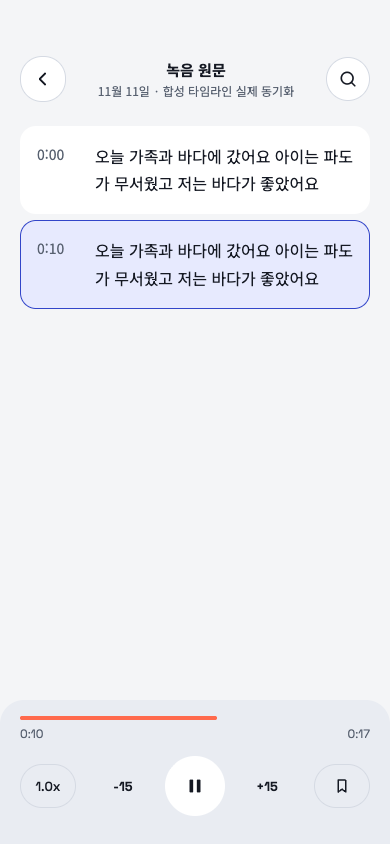 녹음 원문
11월 11일 · 합성 타임라인 실제 동기화
0:00
오늘 가족과 바다에 갔어요 아이는 파도
가 무서웠고 저는 바다가 좋았어요
0:10
오늘 가족과 바다에 갔어요 아이는 파도
가 무서웠고 저는 바다가 좋았어요
0:10 0:17
1.0x -15 +15